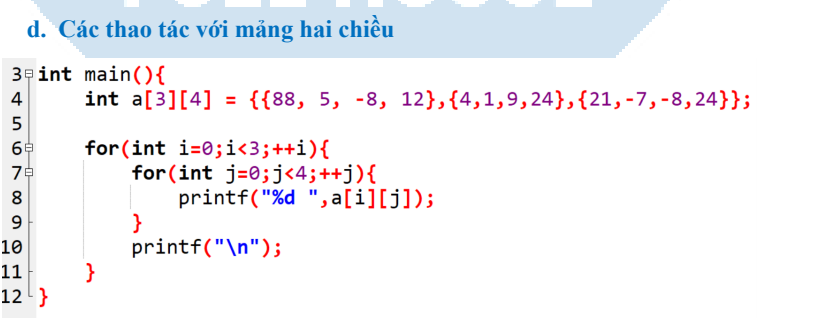 d. Các thao tác với mảng hai chiều
3 int main(){
4 int a[3][4] = {{88, 5, -8, 12},{4,1,9,24},{21,-7,-8,24}};
5
6 for(int i=0;i<3;++i){
7 for(int j=0;j<4;++j){
8 printf("%d ",a[i][j]);
9 }
10 printf("\n");
11 }
12 }